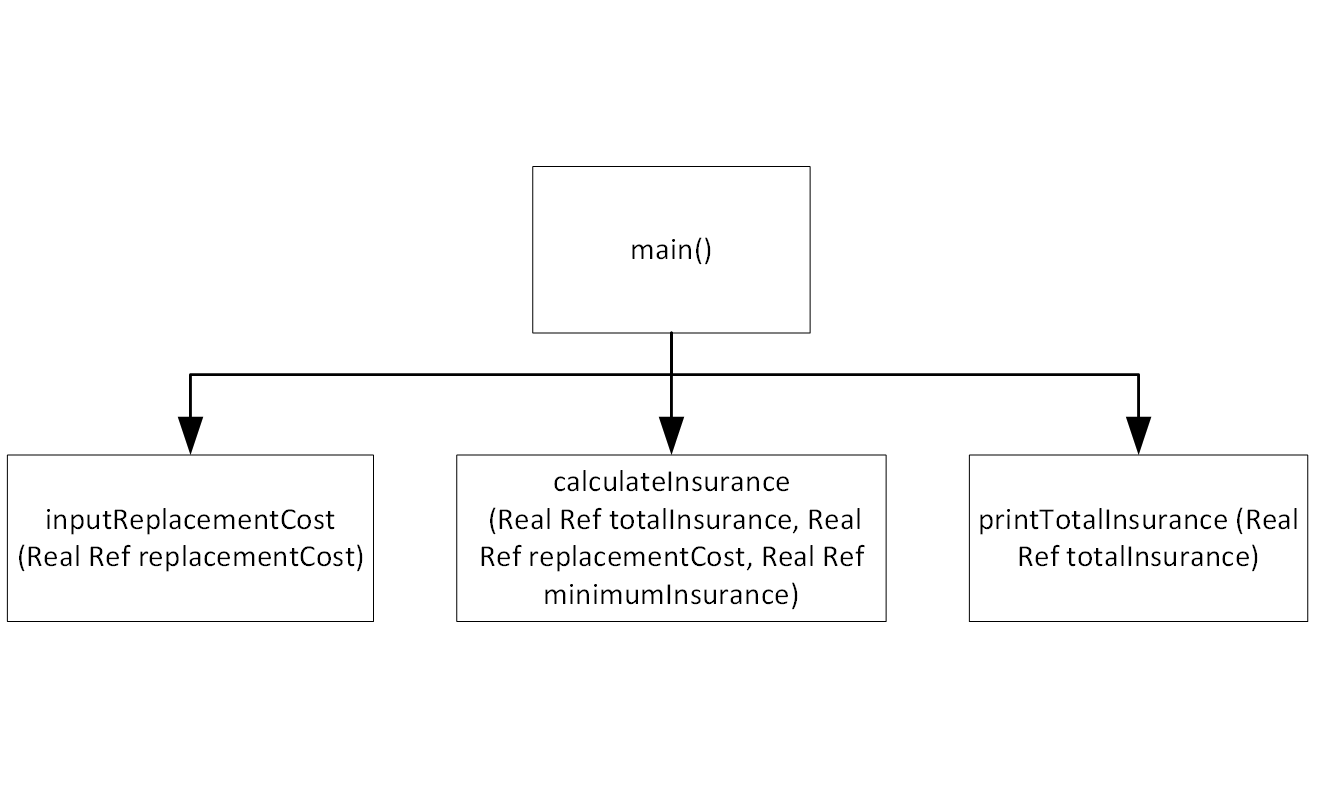 main()
inputReplacementCost
(Real Ref replacementCost)
calculateInsurance
(Real Ref totalInsurance, Real
Ref replacementCost, Real Ref
minimumInsurance)
printTotalInsurance (Real
Ref totalInsurance)